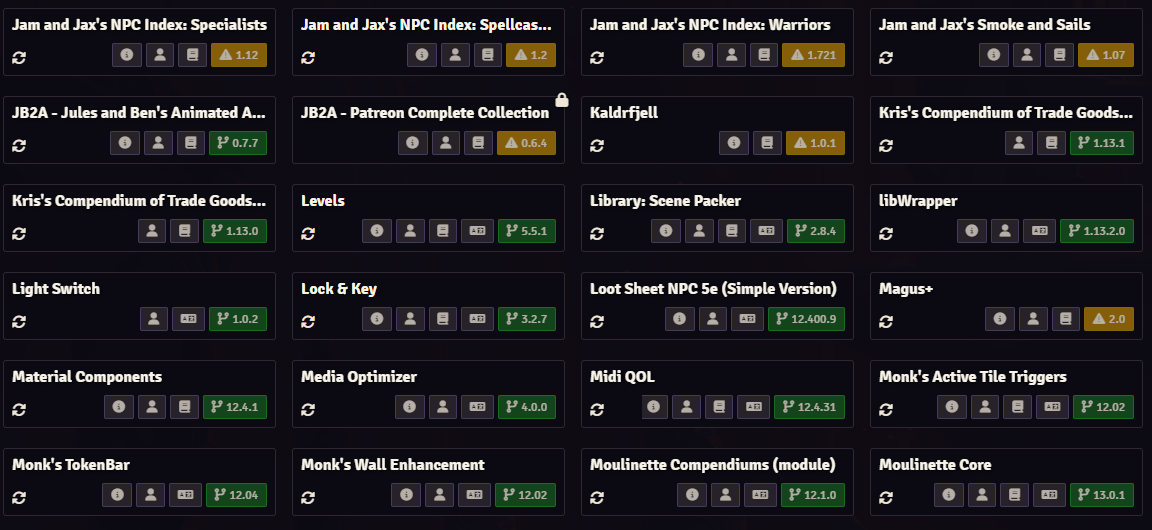 Jam and Jax's NPC Index: Specialists
1.12
Jam and Jax's NPC Index: Spellcas...
1.2
Jam and Jax's NPC Index: Warriors
1.721
Jam and Jax's Smoke and Sails
1.07
JB2A - Jules and Ben's Animated A...
0.7.7
JB2A - Patreon Complete Collection
0.6.4
Kaldrfjell
1.0.1
Kris's Compendium of Trade Goods...
1.13.1
Kris's Compendium of Trade Goods...
1.13.0
Levels
5.5.1
Library: Scene Packer
2.8.4
libWrapper
1.13.2.0
Light Switch
1.0.2
Lock & Key
3.2.7
Loot Sheet NPC 5e (Simple Version)
12.400.9
Magus+
2.0
Material Components
12.4.1
Media Optimizer
4.0.0
Midi QOL
12.4.31
Monk's Active Tile Triggers
12.02
Monk's TokenBar
12.04
Monk's Wall Enhancement
12.02
Moulinette Compendiums (module)
12.1.0
Moulinette Core
13.0.1